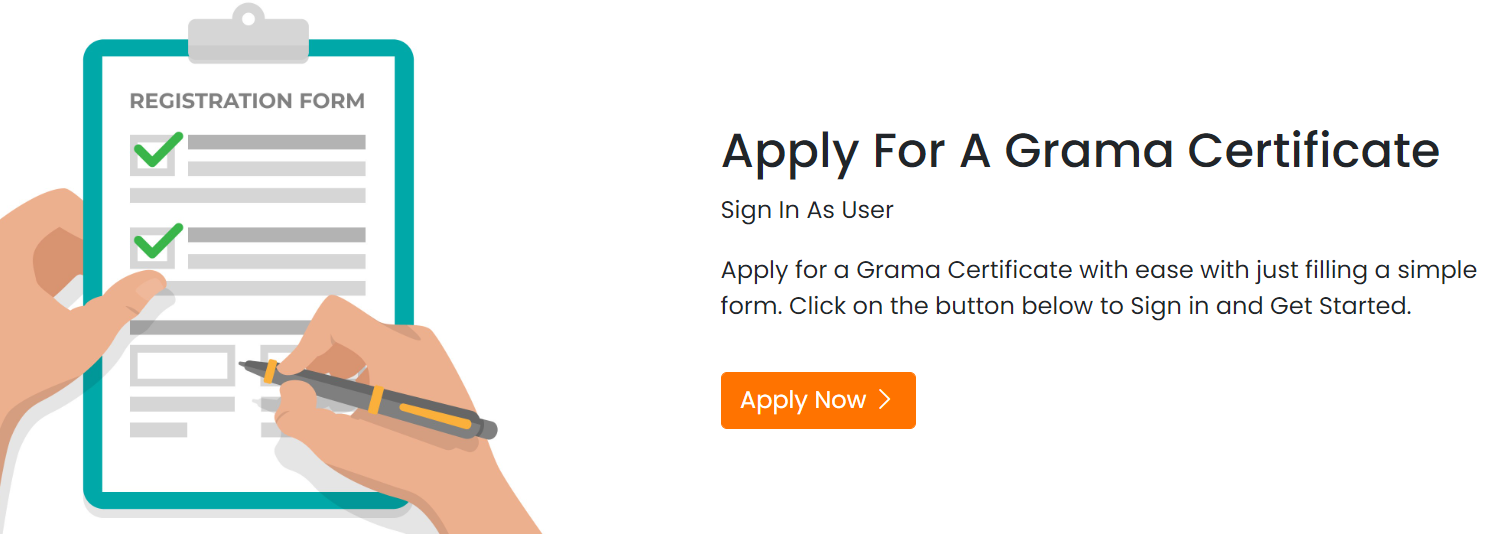 REGISTRATION FORM
Apply For A Grama Certificate
Sign In As User
Apply for a Grama Certificate with ease with just filling a simple
form. Click on the button below to Sign in and Get Started.
Apply Now